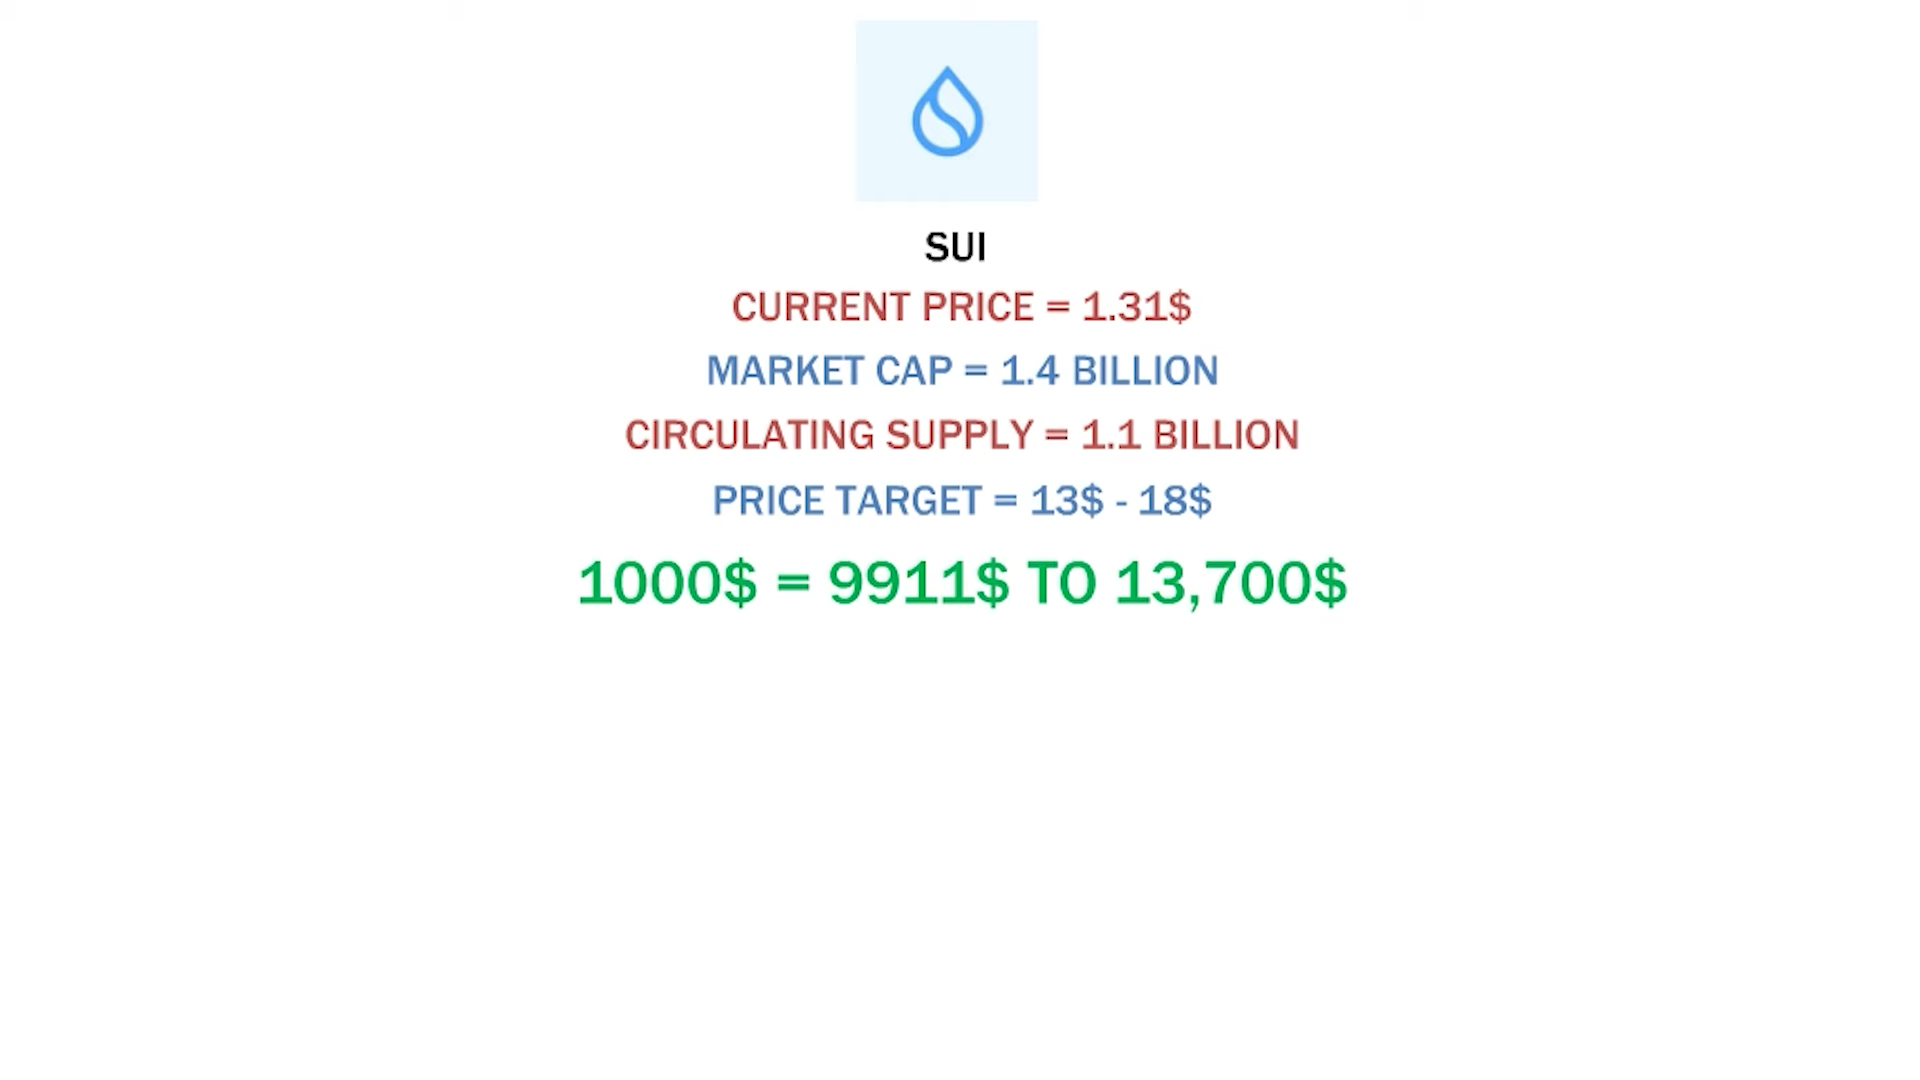 SUI
CURRENT PRICE = 1.31$
MARKET CAP = 1.4 BILLION
CIRCULATING SUPPLY = 1.1 BILLION
PRICE TARGET = 13$ - 18$
1000$ = 9911$ TO 13,700$